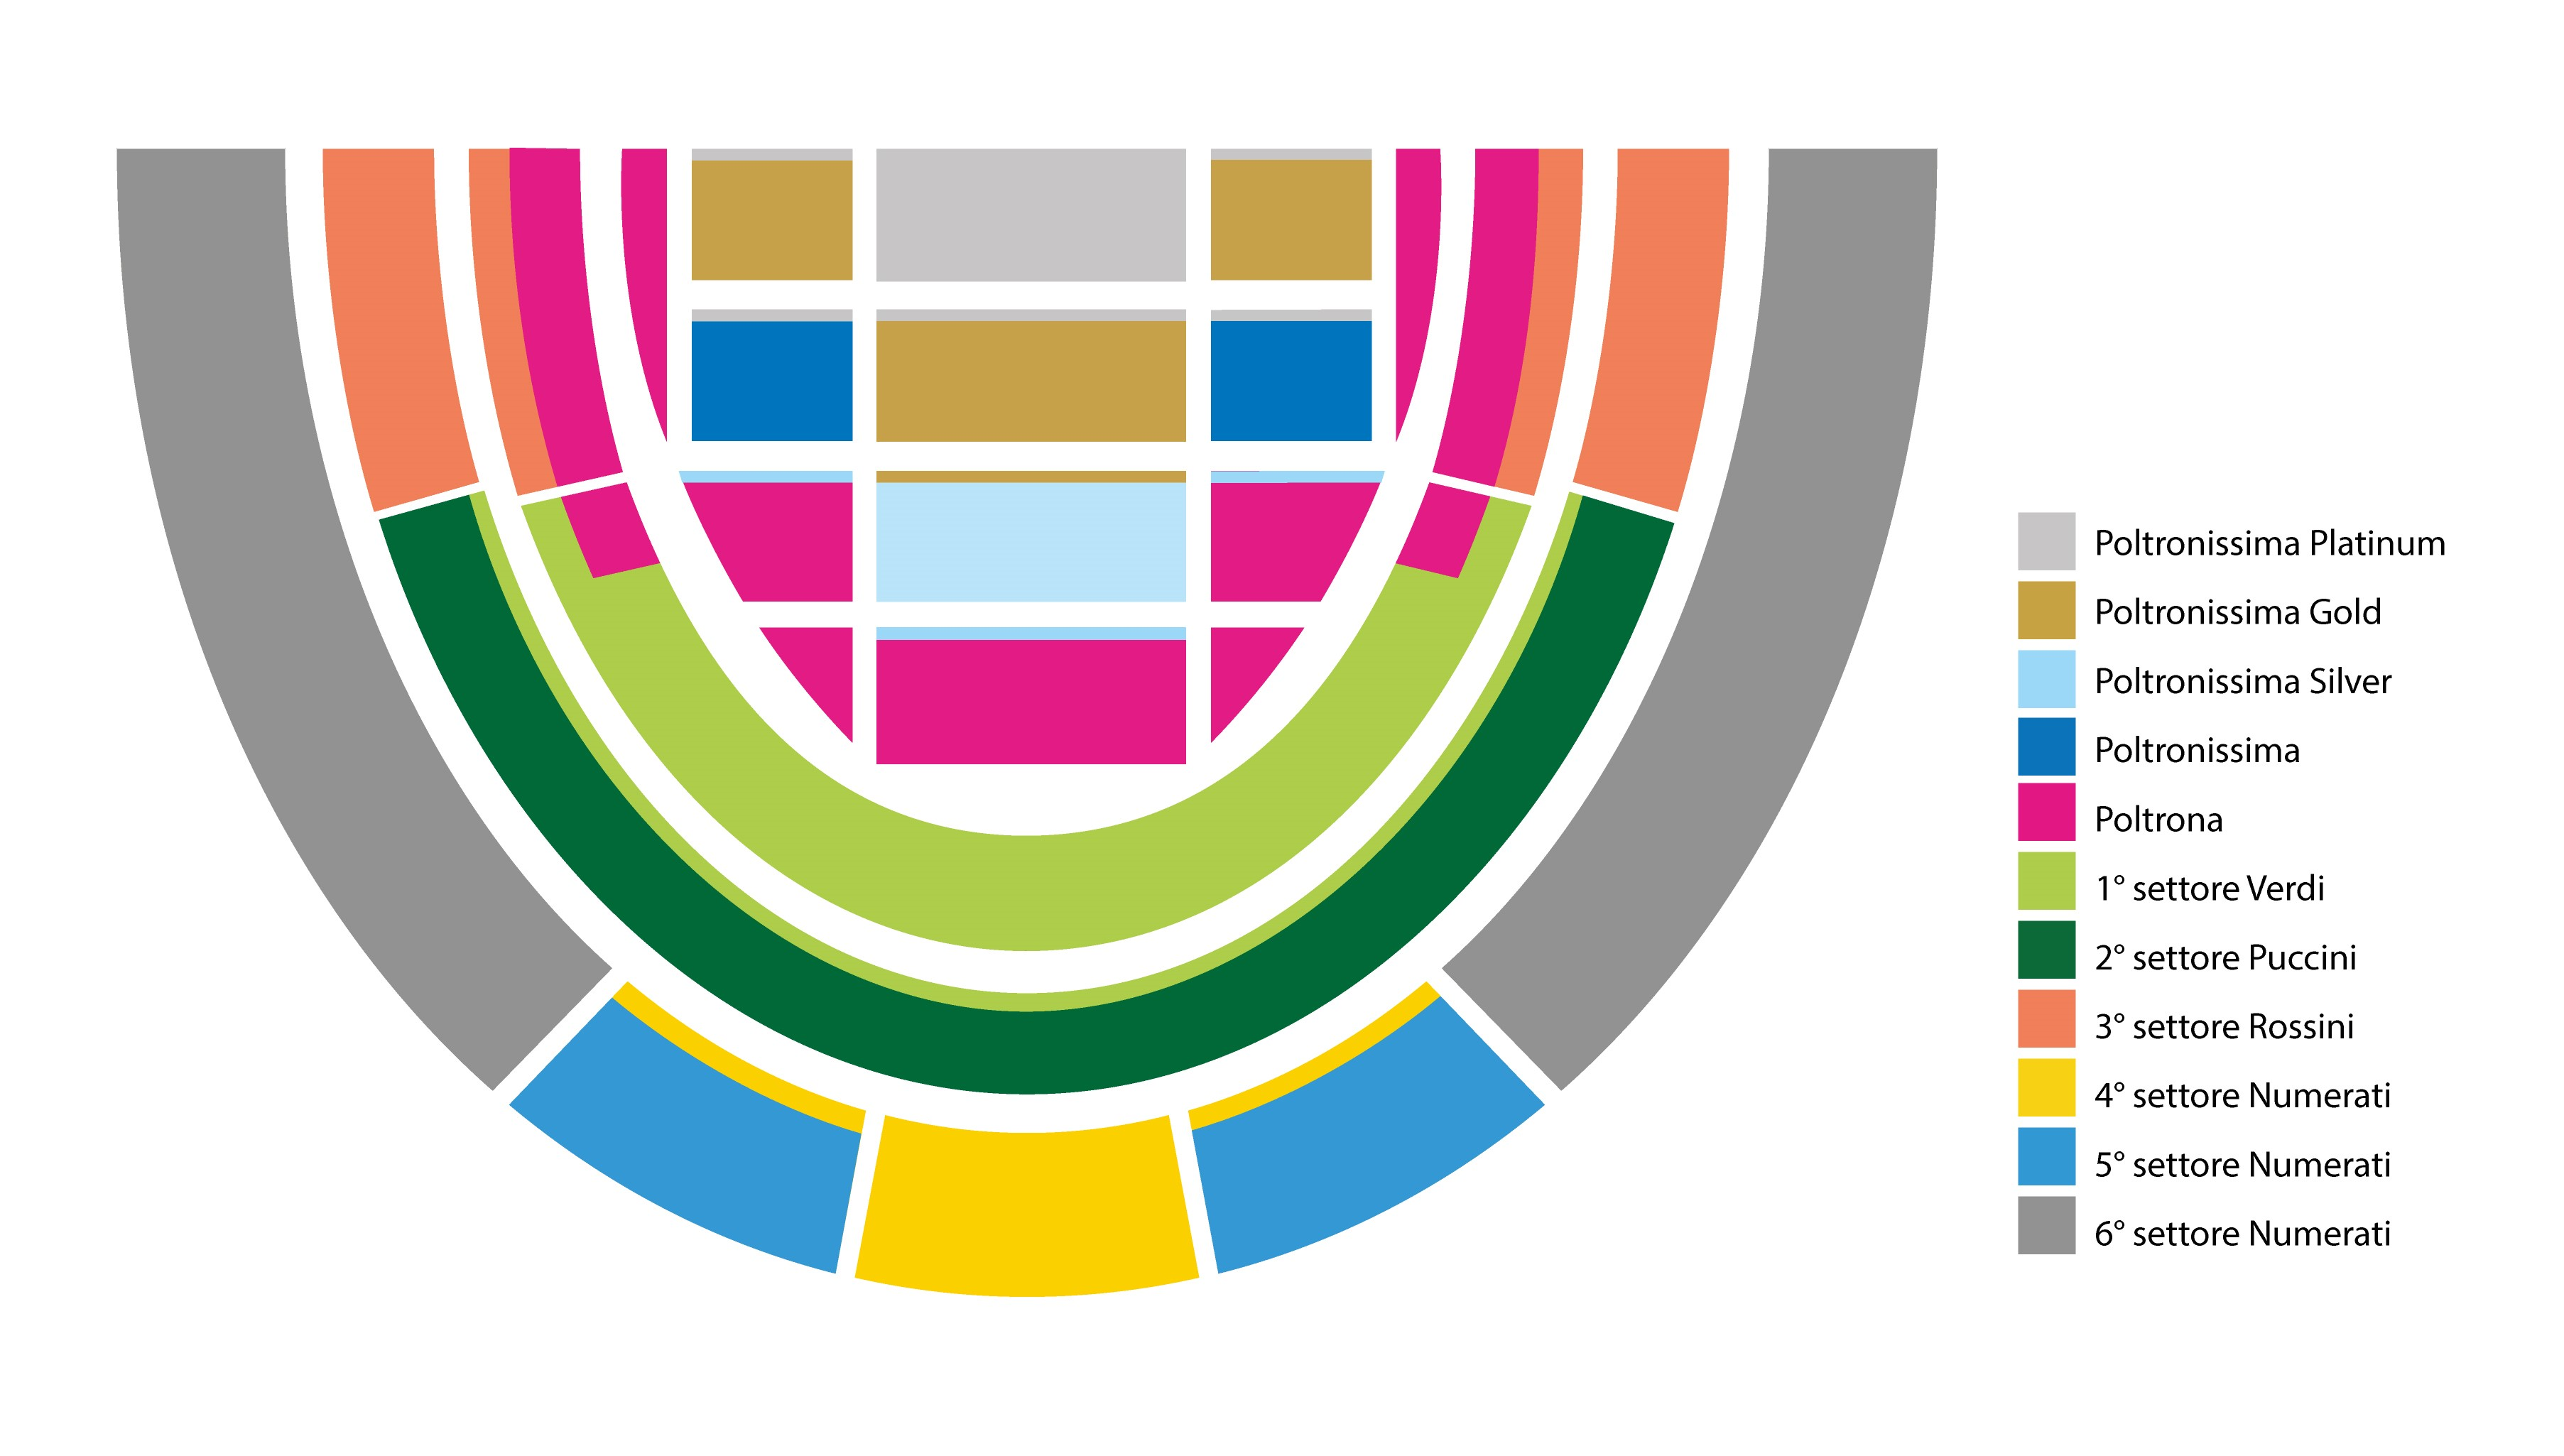 Poltronissima Platinum
Poltronissima Gold
Poltronissima Silver
Poltronissima
Poltrona
1° settore Verdi
2° settore Puccini
3° settore Rossini
4° settore Numerati
5° settore Numerati
6° settore Numerati